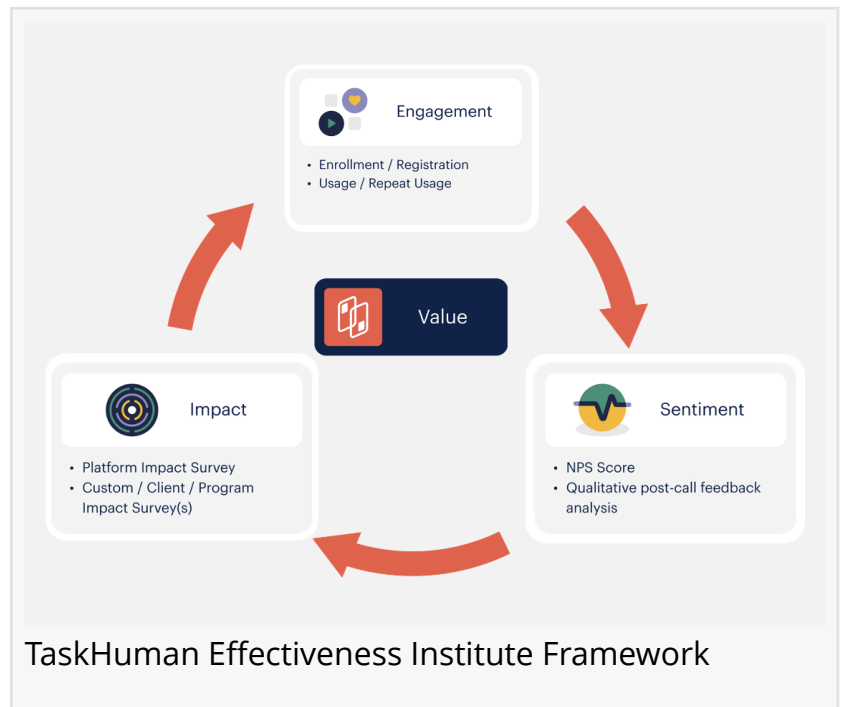 Engagement
• Enrollment / Registration
• Usage / Repeat Usage
Value
Impact
• Platform Impact Survey
• Custom / Client / Program
Impact Survey(s)
Sentiment
• NPS Score
• Qualitative post-call feedback
analysis
TaskHuman Effectiveness Institute Framework